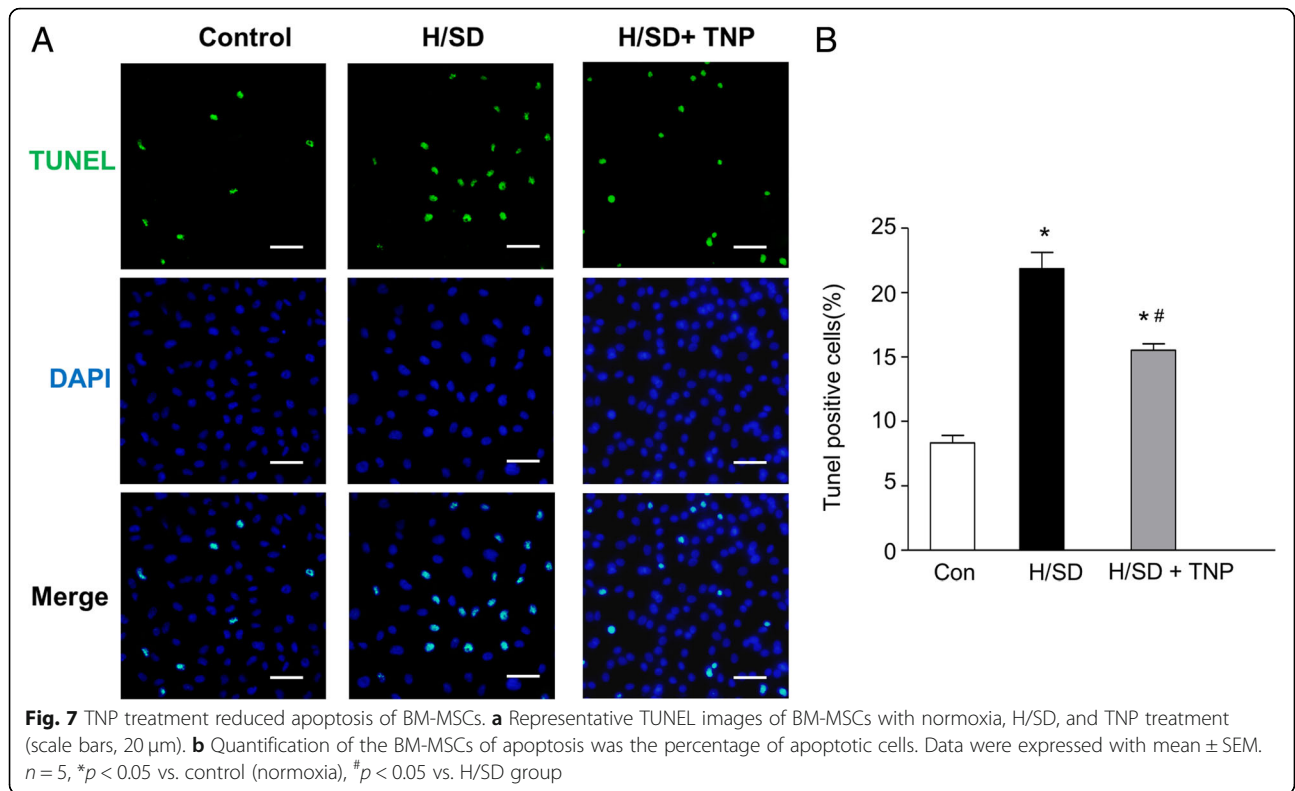 A
Control H/SD H/SD+ TNP
TUNEL
DAPI
Merge
B
Tunel positive cells(%)
25
20
15
10
5
0
*
* #
Con H/SD H/SD + TNP
Fig. 7 TNP treatment reduced apoptosis of BM-MSCs. a Representative TUNEL images of BM-MSCs with normoxia, H/SD, and TNP treatment
(scale bars, 20 μm). b Quantification of the BM-MSCs of apoptosis was the percentage of apoptotic cells. Data were expressed with mean ± SEM.
n = 5, *p < 0.05 vs. control (normoxia), #p < 0.05 vs. H/SD group